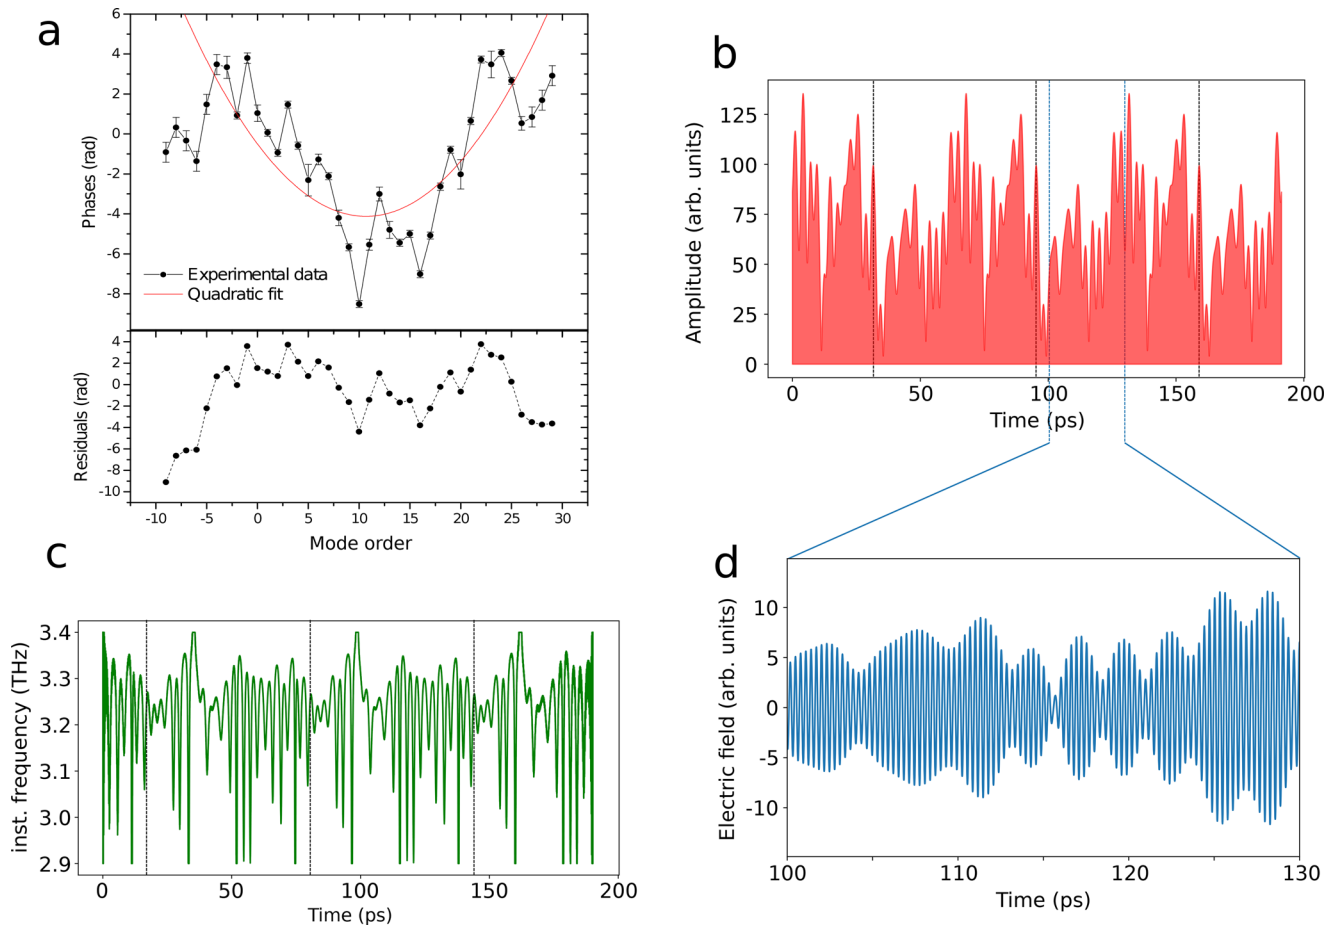 a
6
4
2
0
-2
-4
-6
-8
Phases (rad)
Experimental data
Quadratic fit
4
2
0
-2
-4
-6
-8
-10
Residuals (rad)
-10 -5 0 5 10 15 20 25 30
Mode order
b
125
100
75
50
25
0
Amplitude (arb. units)
0 50 100 150 200
Time (ps)
c
3.4
3.3
3.2
3.1
3.0
2.9
inst. frequency (THz)
0 50 100 150 200
Time (ps)
d
10
5
0
-5
-10
Electric field (arb. units)
100 110 120 130
Time (ps)